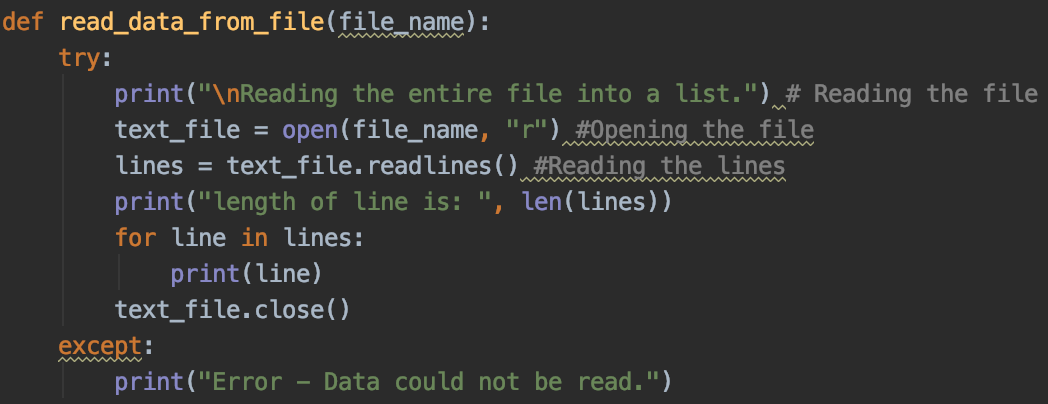 def read_data_from_file(file_name):
    try:
        print("\nReading the entire file into a list.") # Reading the file
        text_file = open(file_name, "r") #Opening the file
        lines = text_file.readlines() #Reading the lines
        print("length of line is: ", len(lines))
        for line in lines:
            print(line)
        text_file.close()
    except:
        print("Error – Data could not be read.")